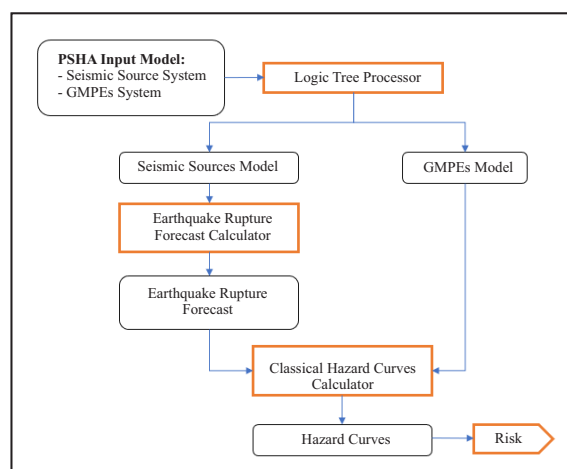 PSHA Input Model:
- Seismic Source System
- GMPEs System
Logic Tree Processor
Seismic Sources Model
GMPEs Model
Earthquake Rupture
Forecast Calculator
Earthquake Rupture
Forecast
Classical Hazard Curves
Calculator
Hazard Curves
Risk